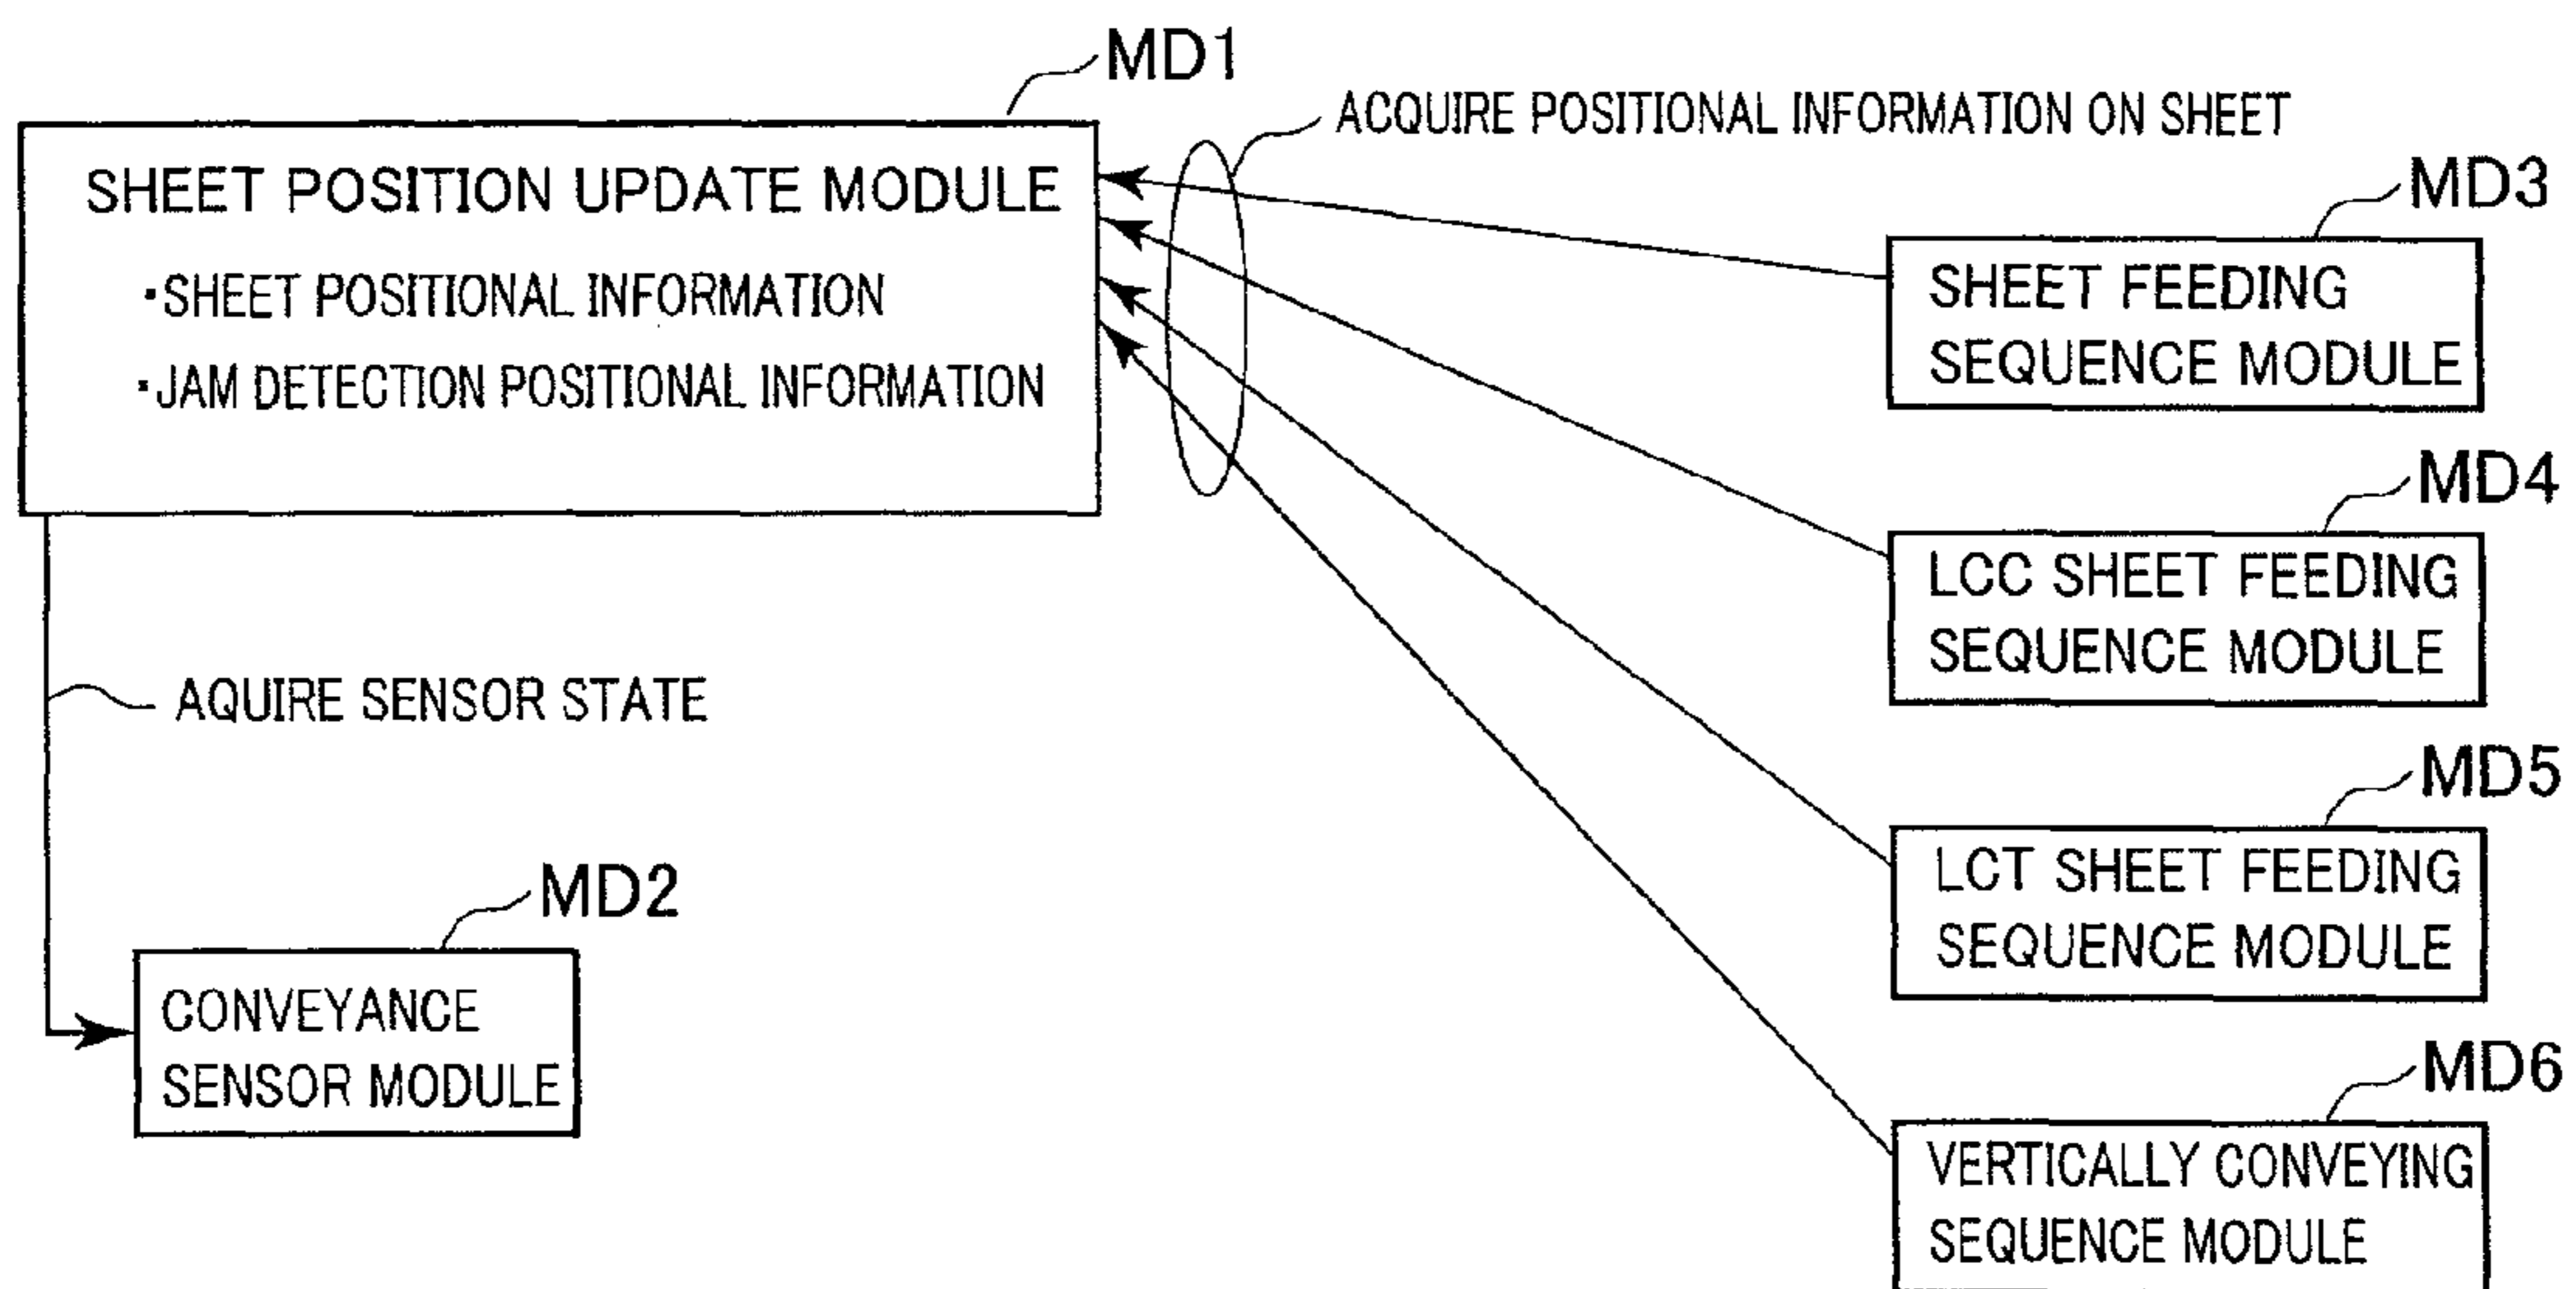 MD1
SHEET POSITION UPDATE MODULE
・SHEET POSITIONAL INFORMATION
・JAM DETECTION POSITIONAL INFORMATION
ACQUIRE POSITIONAL INFORMATION ON SHEET
MD3
SHEET FEEDING
SEQUENCE MODULE
MD4
LCC SHEET FEEDING
SEQUENCE MODULE
AQUIRE SENSOR STATE
MD5
LCT SHEET FEEDING
SEQUENCE MODULE
MD2
CONVEYANCE
SENSOR MODULE
MD6
VERTICALLY CONVEYING
SEQUENCE MODULE